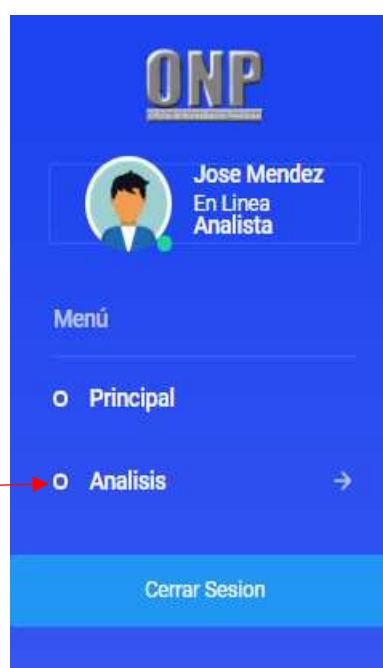 ONP
Jose Mendez
En Linea
Analista
Menú
Principal
Analisis
Cerrar Sesion